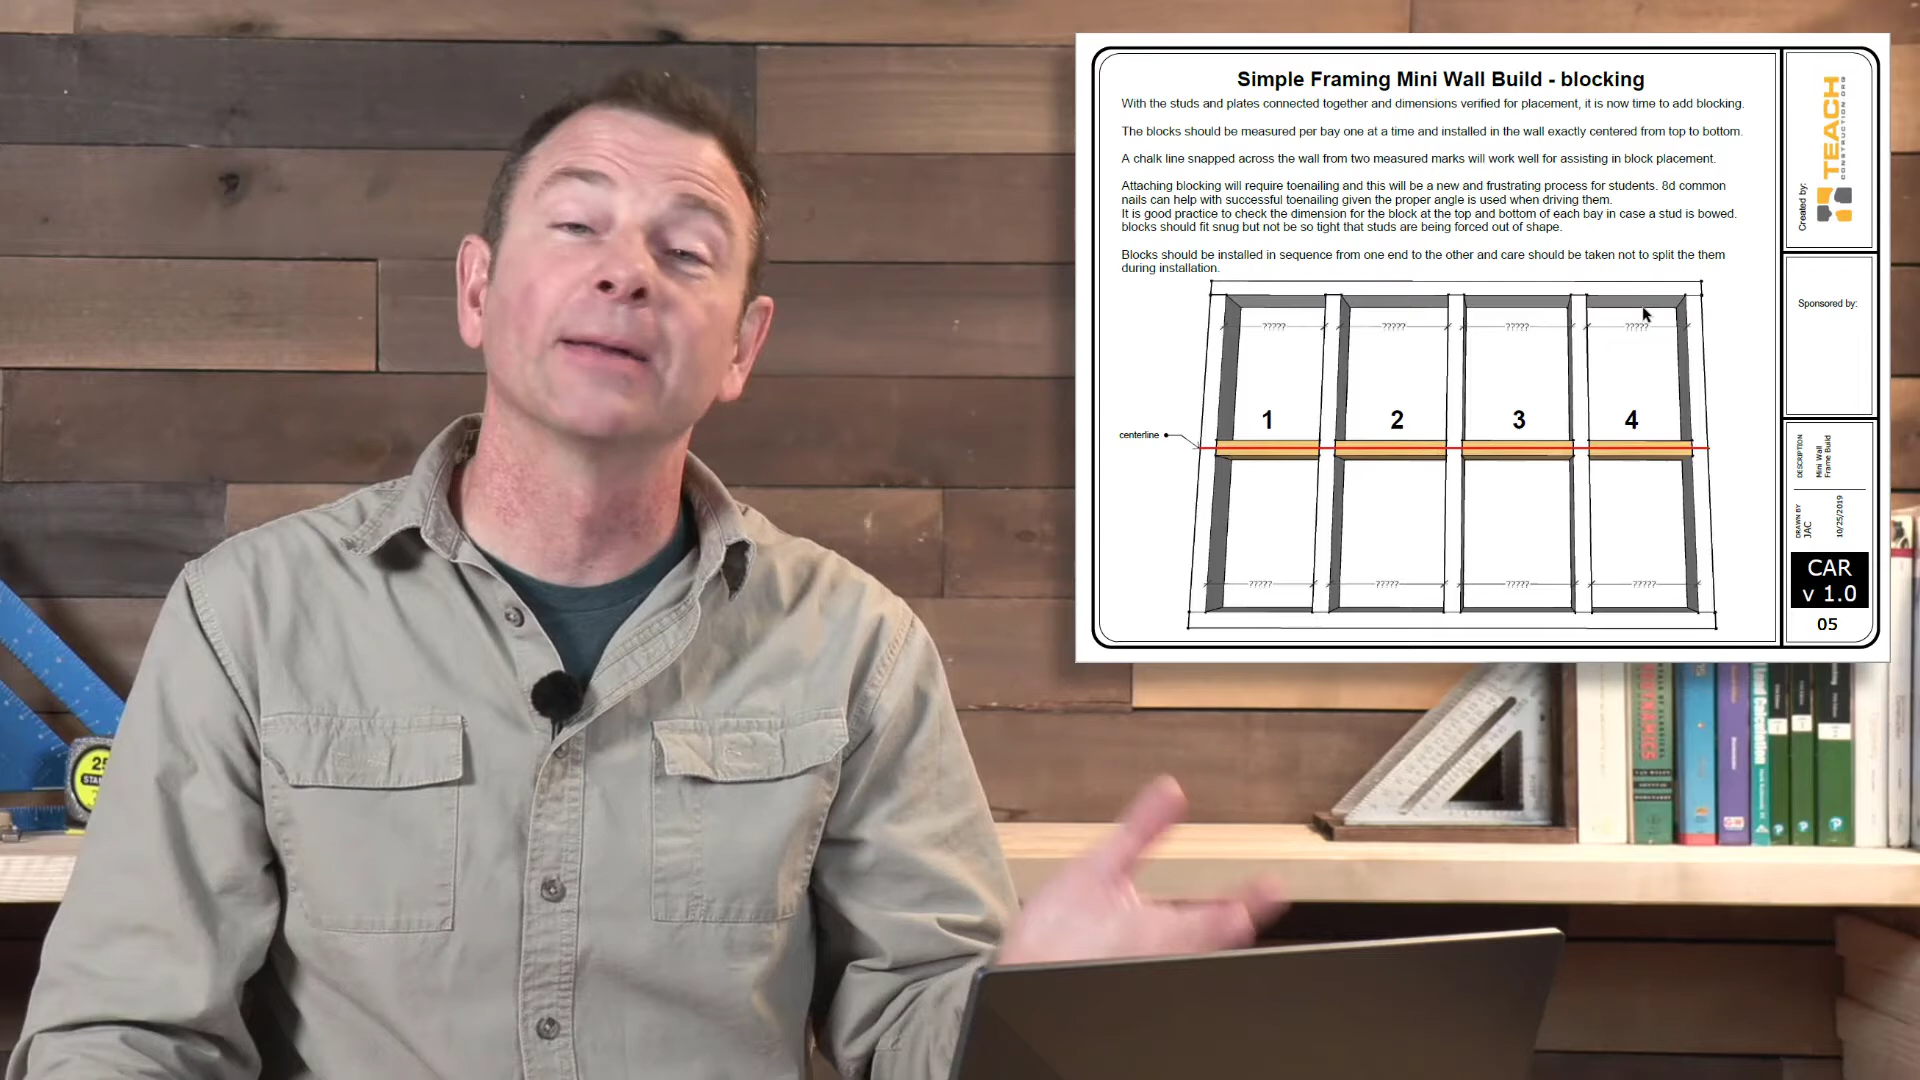 Simple Framing Mini Wall Build - blocking
With the studs and plates connected together and dimensions verified for placement, it is now time to add blocking.
The blocks should be measured per bay one at a time and installed in the wall exactly centered from top to bottom.
A chalk line snapped across the wall from two measured marks will work well for assisting in block placement.
Attaching blocking will require toenailing and this will be a new and frustrating process for students. 8d common
nails can help with successful toenailing given the proper angle is used when driving them.
It is good practice to check the dimension for the block at the top and bottom of each bay in case a stud is bowed.
blocks should fit snug but not be so tight that studs are being forced out of shape.
Blocks should be installed in sequence from one end to the other and care should be taken not to split the them
during installation.
????? ????? ????? ?????
1 2 3 4
centerline
????? ????? ????? ?????
Created by:
TEACH
CONSTRUCTION.ORG
Sponsored by:
DESCRIPTION
Mini Wall
Frame Build
DRAWN BY
JAC
10/25/2019
CAR
v 1.0
05
25
STAN